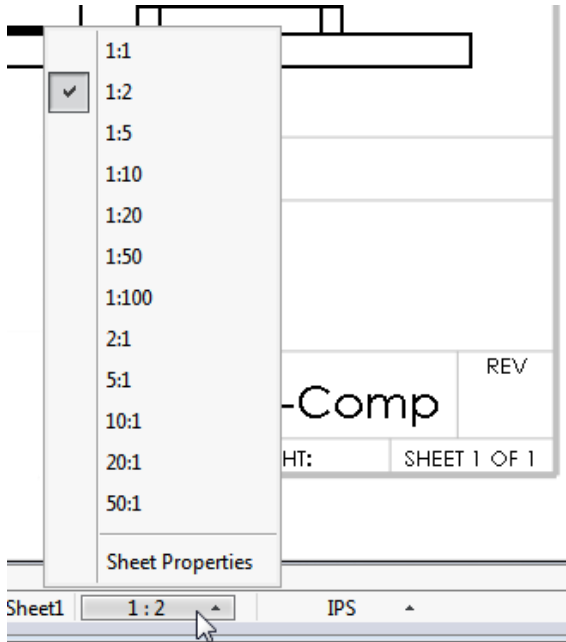 1:1
1:2
1:5
1:10
1:20
1:50
1:100
2:1
5:1
10:1
20:1
50:1
Sheet Properties
REV
-Comp
HT:
SHEET 1 OF 1
Sheet1
1 : 2
IPS